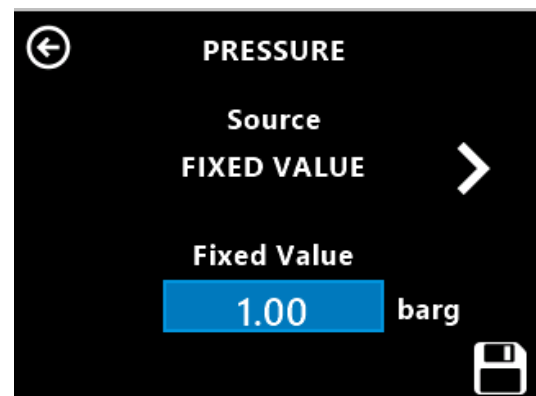 PRESSURE
Source
FIXED VALUE
Fixed Value
1.00 barg